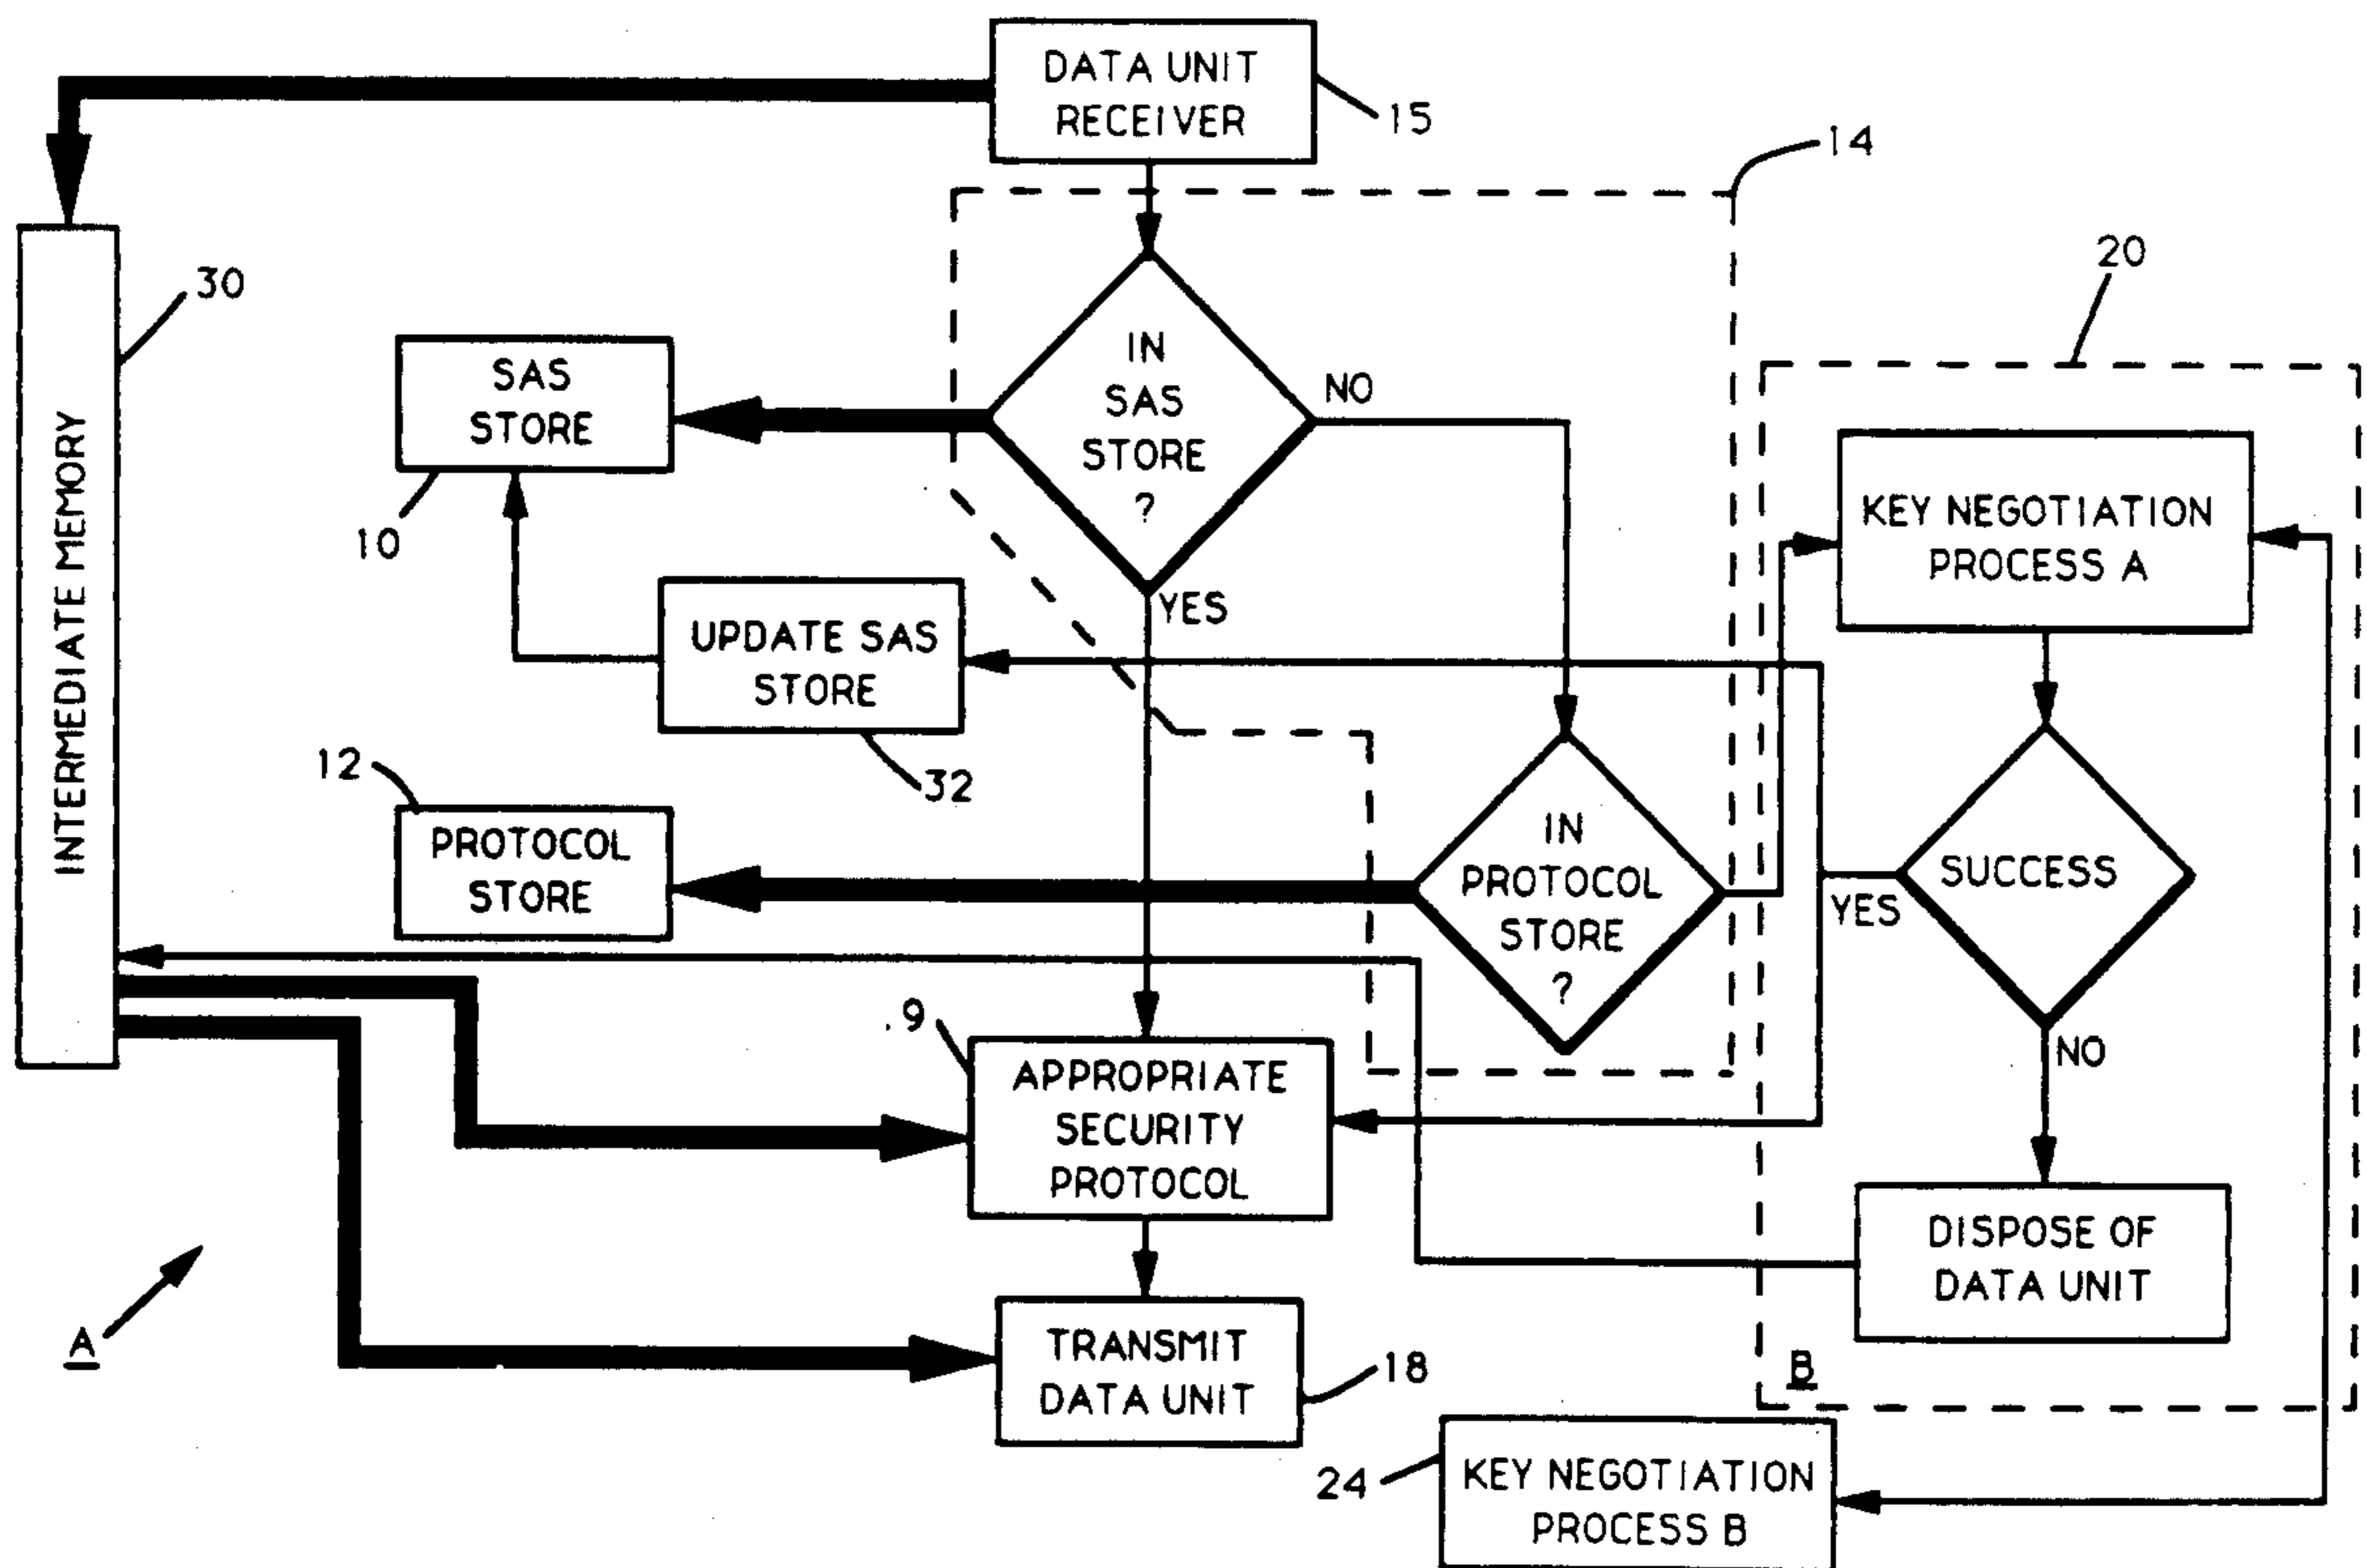 DATA UNIT
RECEIVER
15
14
20
30
IN
SAS
STORE
?
NO
YES
SAS
STORE
10
INTERMEDIATE MEMORY
KEY NEGOTIATION
PROCESS A
UPDATE SAS
STORE
32
12
PROTOCOL
STORE
IN
PROTOCOL
STORE
?
SUCCESS
YES
NO
.9
APPROPRIATE
SECURITY
PROTOCOL
DISPOSE OF
DATA UNIT
A
TRANSMIT
DATA UNIT
18
B
24
KEY NEGOTIATION
PROCESS B